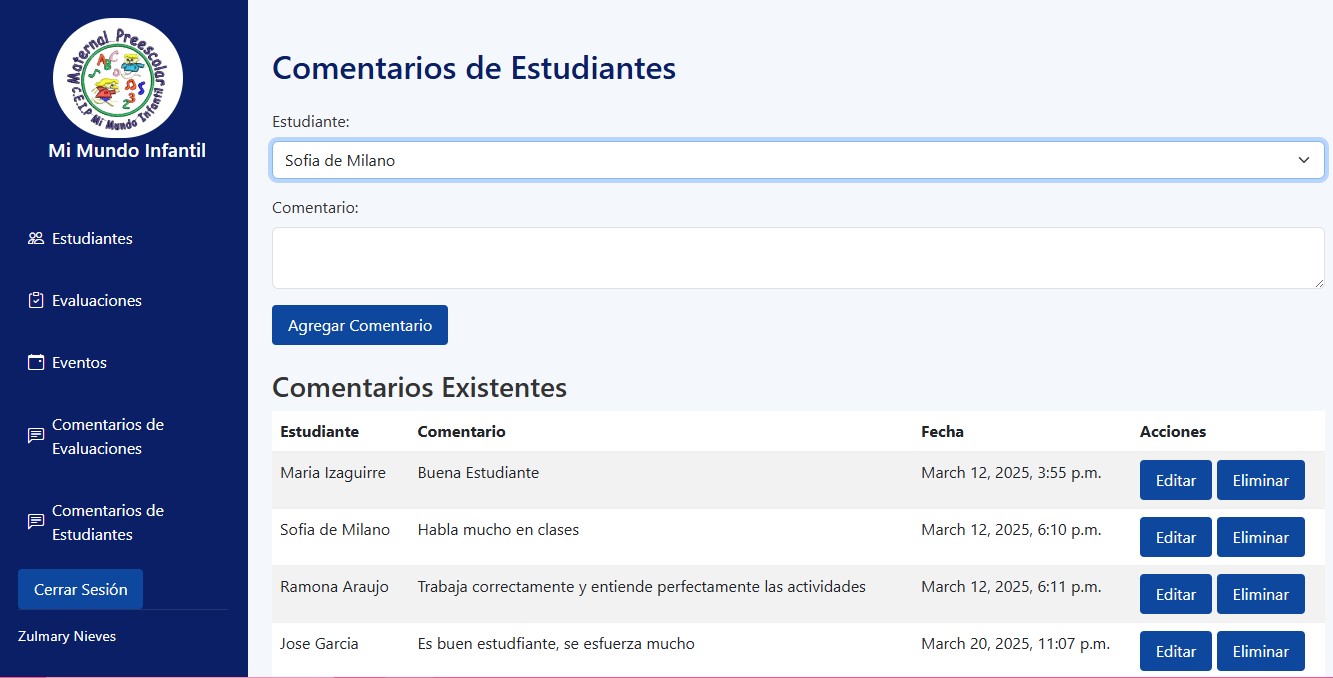 Maternal Preescolar
C.E.I.P Mi Mundo Infantil
Mi Mundo Infantil
Estudiantes
Evaluaciones
Eventos
Comentarios de
Evaluaciones
Comentarios de
Estudiantes
Cerrar Sesión
Zulmary Nieves
Comentarios de Estudiantes
Estudiante:
Sofia de Milano
Comentario:
Agregar Comentario
Comentarios Existentes
Estudiante Comentario Fecha Acciones
Maria Izaguirre Buena Estudiante March 12, 2025, 3:55 p.m. Editar Eliminar
Sofia de Milano Habla mucho en clases March 12, 2025, 6:10 p.m. Editar Eliminar
Ramona Araujo Trabaja correctamente y entiende perfectamente las actividades March 12, 2025, 6:11 p.m. Editar Eliminar
Jose Garcia Es buen estudfiante, se esfuerza mucho March 20, 2025, 11:07 p.m. Editar Eliminar